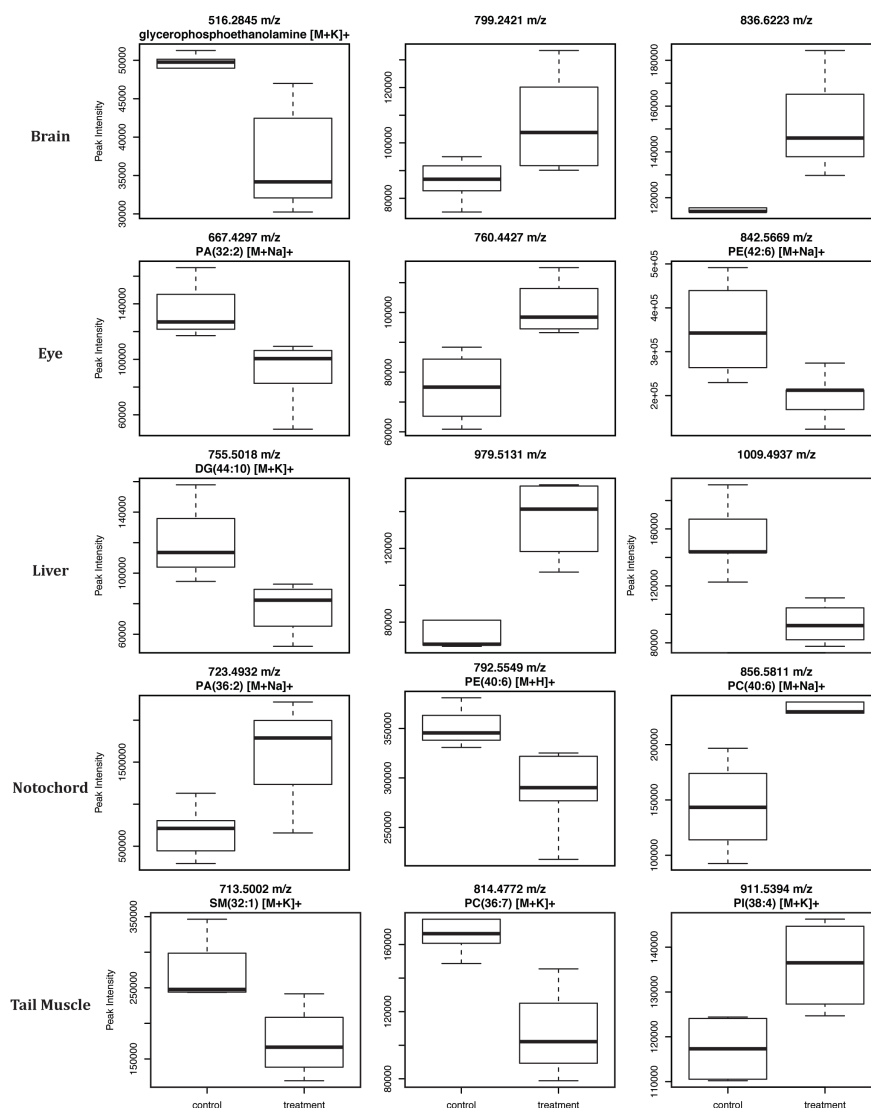 516.2845 m/z
glycerophosphoethanolamine [M+K]+
799.2421 m/z
836.6223 m/z
Brain
Peak Intensity
30000 35000 40000 45000 50000
80000 100000 120000
120000 140000 160000 180000
667.4297 m/z
PA(32:2) [M+Na]+
760.4427 m/z
842.5669 m/z
PE(42:6) [M+Na]+
Eye
Peak Intensity
60000 100000 140000
60000 80000 100000
2e+05 3e+05 4e+05 5e+05
755.5018 m/z
DG(44:10) [M+K]+
979.5131 m/z
1009.4937 m/z
Liver
Peak Intensity
60000 100000 140000
80000 120000
Peak Intensity
80000 120000 160000
723.4932 m/z
PA(36:2) [M+Na]+
792.5549 m/z
PE(40:6) [M+H]+
856.5811 m/z
PC(40:6) [M+Na]+
Notochord
Peak Intensity
500000 1500000
250000 300000 350000
100000 150000 200000
713.5002 m/z
SM(32:1) [M+K]+
814.4772 m/z
PC(36:7) [M+K]+
911.5394 m/z
PI(38:4) [M+K]+
Tail Muscle
Peak Intensity
150000 250000 350000
80000 120000 160000
110000 120000 130000 140000
control treatment
control treatment
control treatment